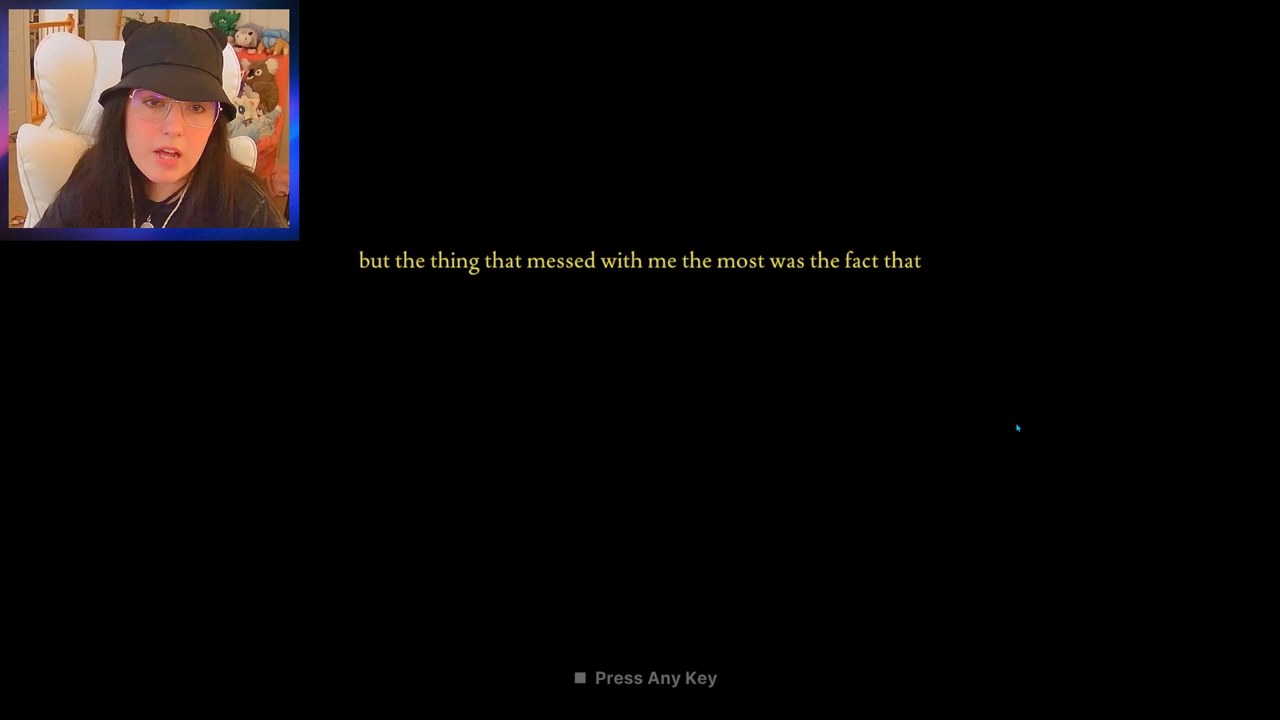 but the thing that messed with me the most was the fact that
Press Any Key